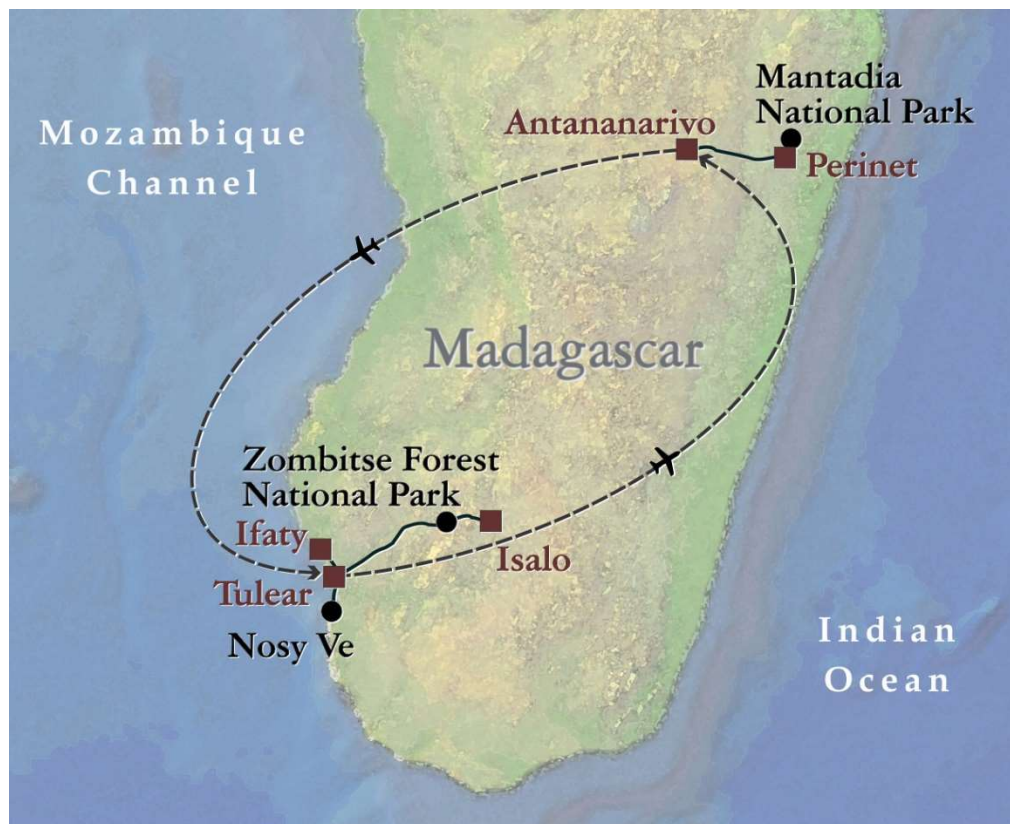 Mantadia
National Park
Antananarivo
Mozambique
Channel
Perinet
Madagascar
Zombitse Forest
National Park
Ifaty
Isalo
Tulear
Nosy Ve
Indian
Ocean